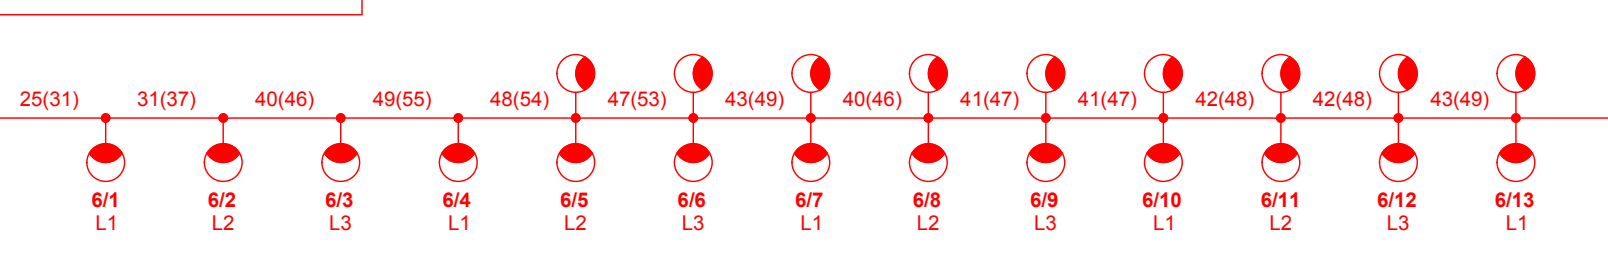 25(31) 31(37) 40(46) 49(55) 48(54) 47(53) 43(49) 40(46) 41(47) 41(47) 42(48) 42(48) 43(49)
6/1 6/2 6/3 6/4 6/5 6/6 6/7 6/8 6/9 6/10 6/11 6/12 6/13
L1 L2 L3 L1 L2 L3 L1 L2 L3 L1 L2 L3 L1